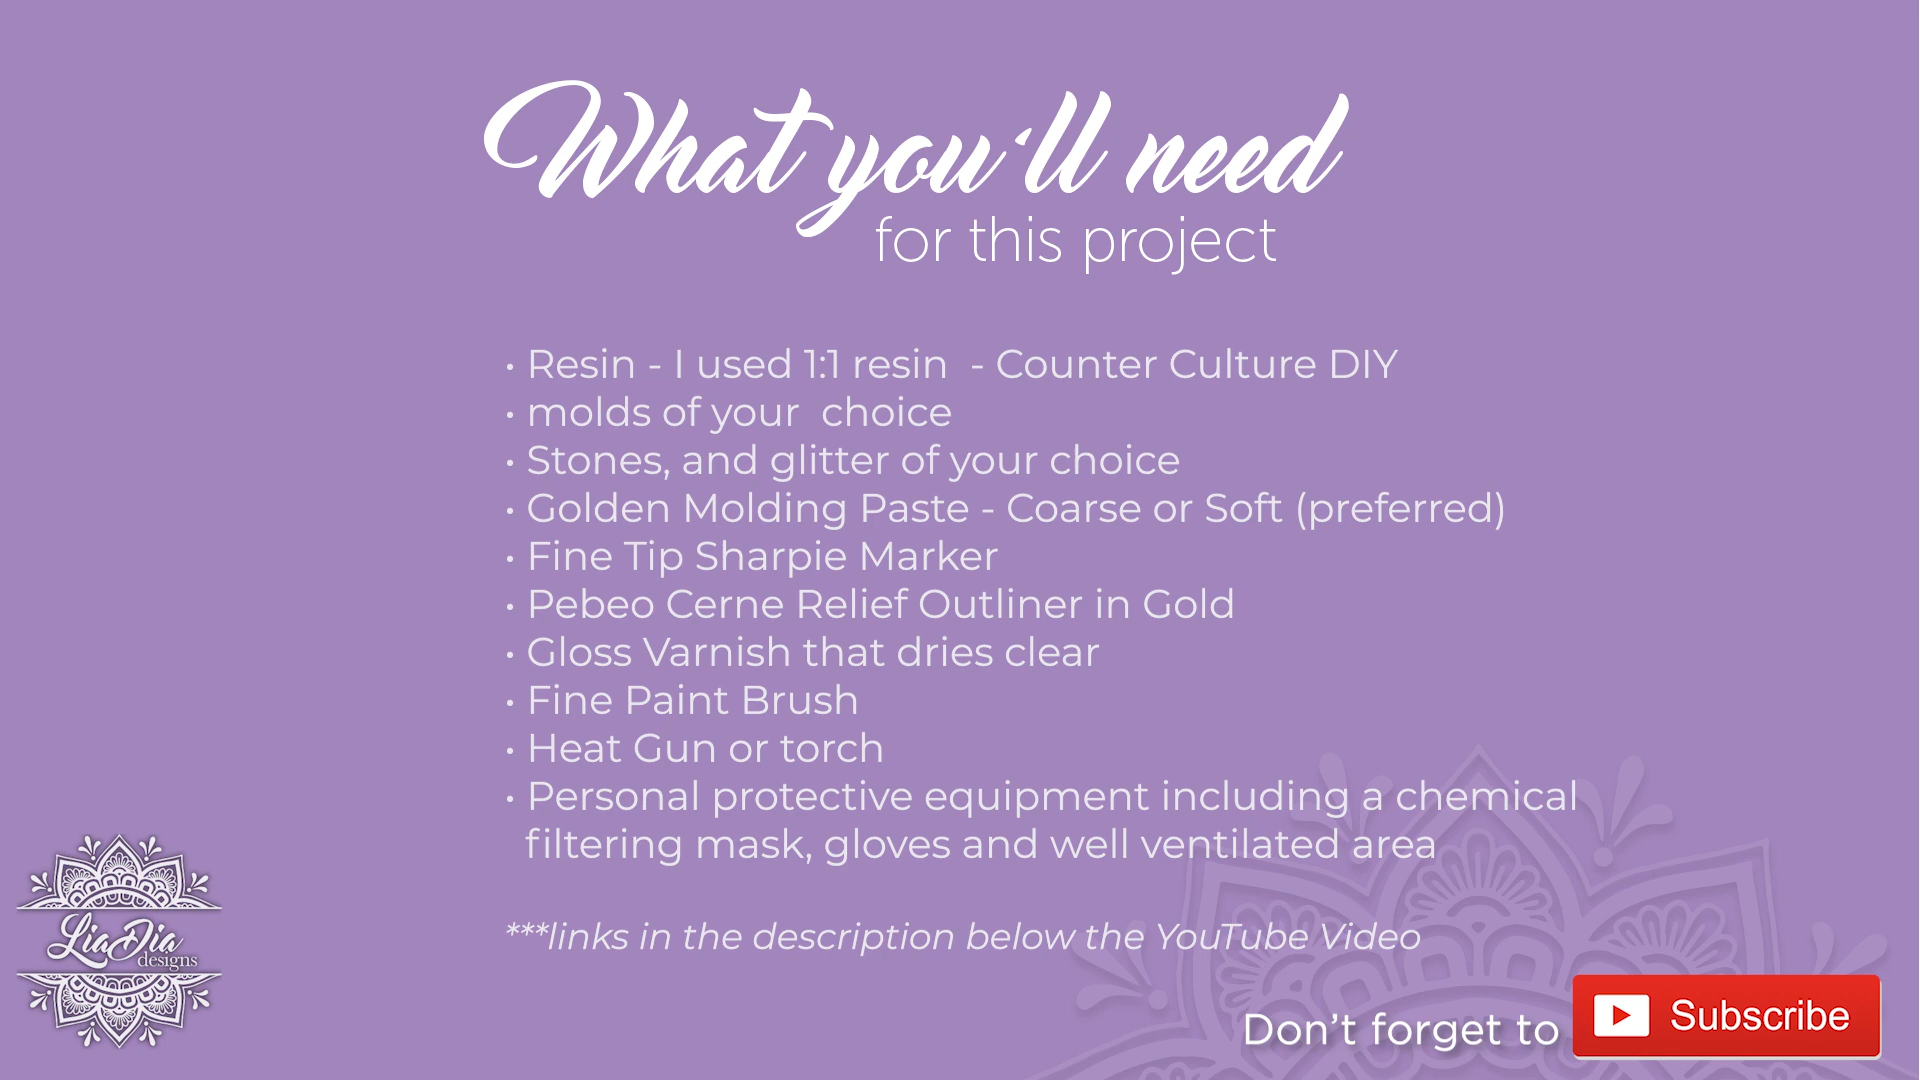 What you'll need
for this project
• Resin - I used 1:1 resin  - Counter Culture DIY
• molds of your  choice
• Stones, and glitter of your choice
• Golden Molding Paste - Coarse or Soft (preferred)
• Fine Tip Sharpie Marker
• Pebeo Cerne Relief Outliner in Gold
• Gloss Varnish that dries clear
• Fine Paint Brush
• Heat Gun or torch
• Personal protective equipment including a chemical
filtering mask, gloves and well ventilated area
***links in the description below the YouTube Video
LiaDia
designs
Don't forget to
Subscribe